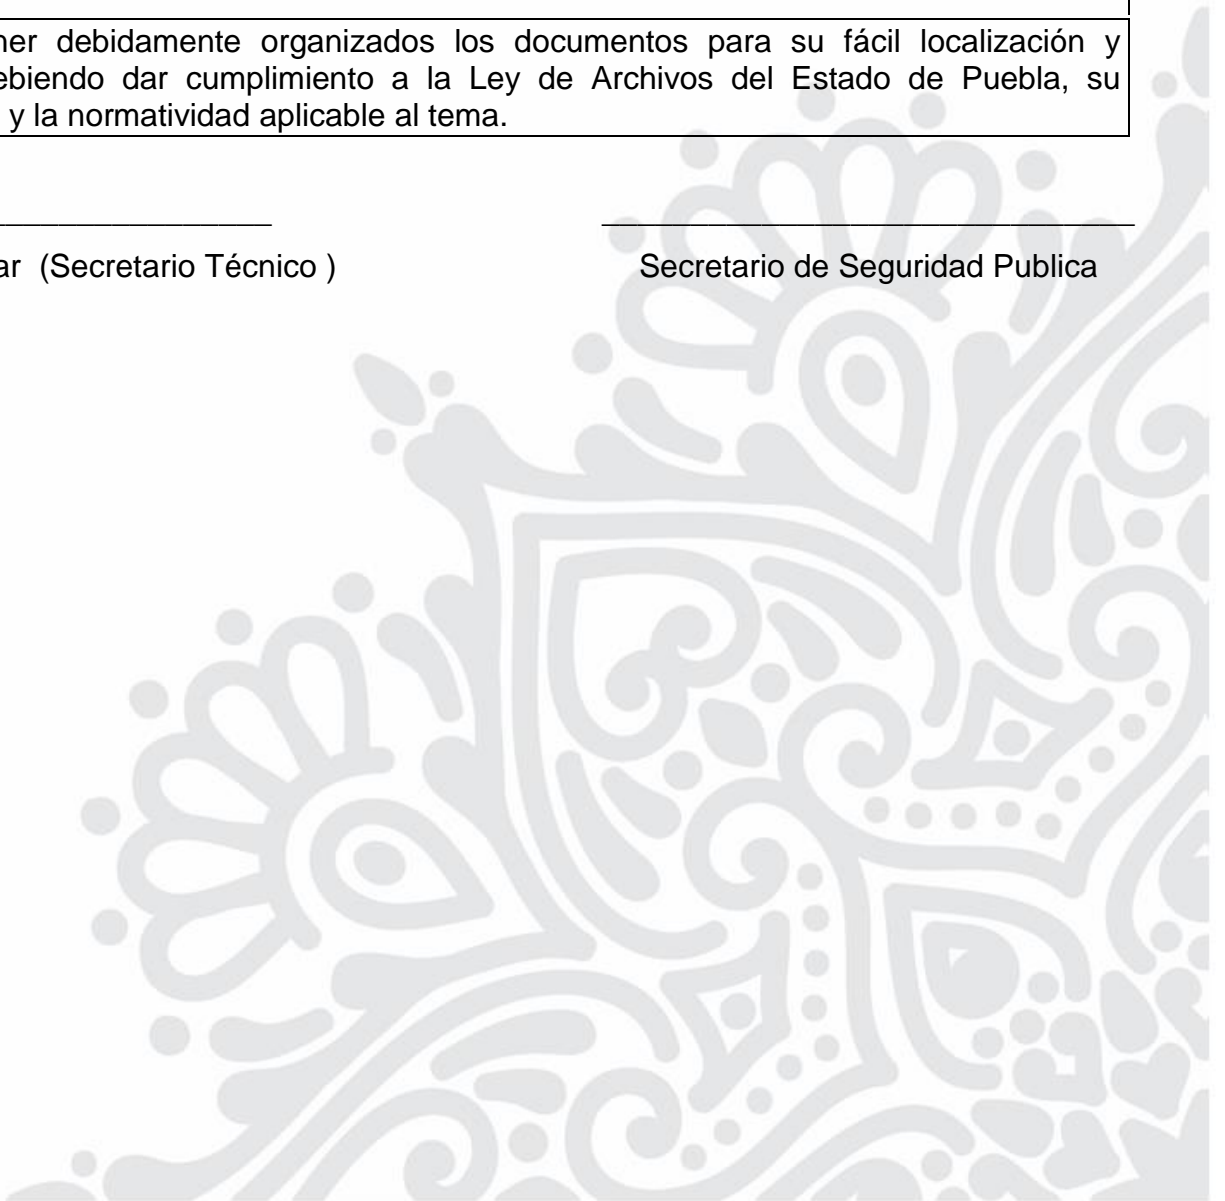 ner debidamente organizados los documentos para su fácil localización y
ebiendo dar cumplimiento a la Ley de Archivos del Estado de Puebla, su
y la normatividad aplicable al tema.
ar (Secretario Técnico )
Secretario de Seguridad Publica